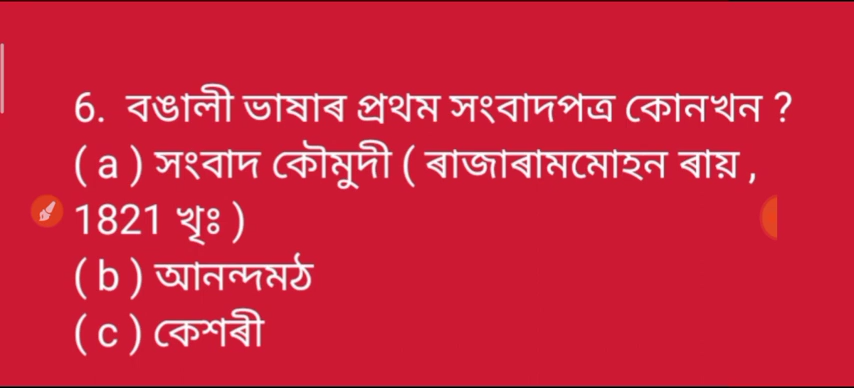 6. বঙালী ভাষাৰ প্ৰথম সংবাদপত্ৰ কোনখন ?
( a ) সংবাদ কৌমুদী ( ৰাজাৰামমোহন ৰায় ,
1821 খৃঃ )
( b ) আনন্দমঠ
( c ) কেশৰী